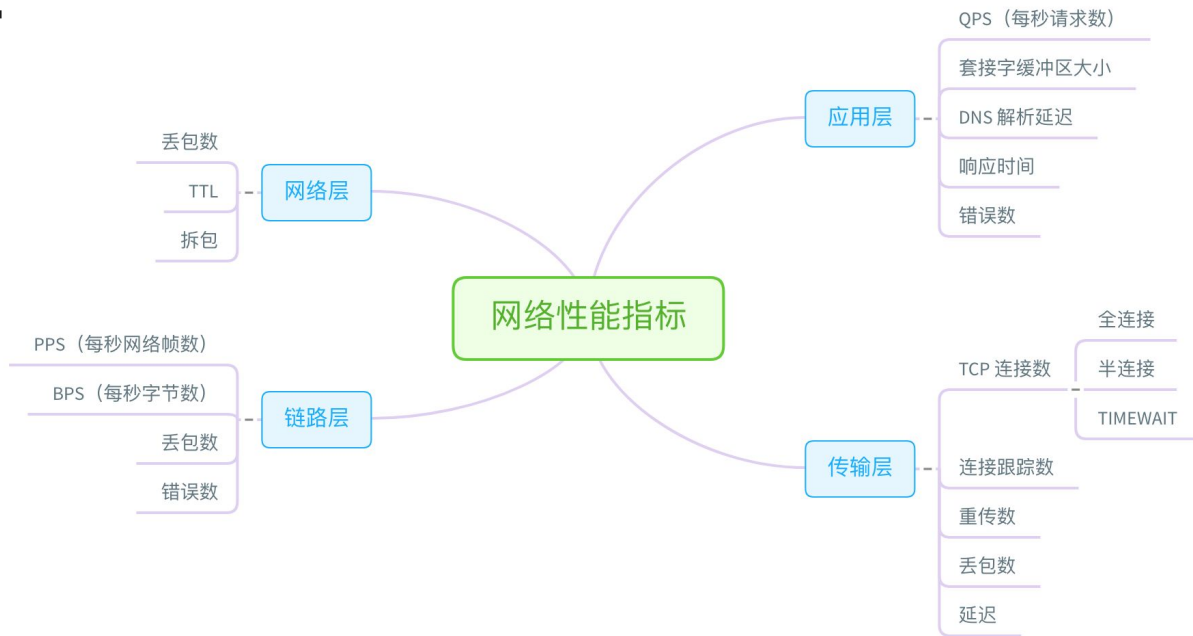 网络性能指标
应用层
QPS（每秒请求数）
套接字缓冲区大小
DNS 解析延迟
响应时间
错误数
传输层
TCP 连接数
全连接
半连接
TIMEWAIT
连接跟踪数
重传数
丢包数
延迟
网络层
丢包数
TTL
拆包
链路层
PPS（每秒网络帧数）
BPS（每秒字节数）
丢包数
错误数